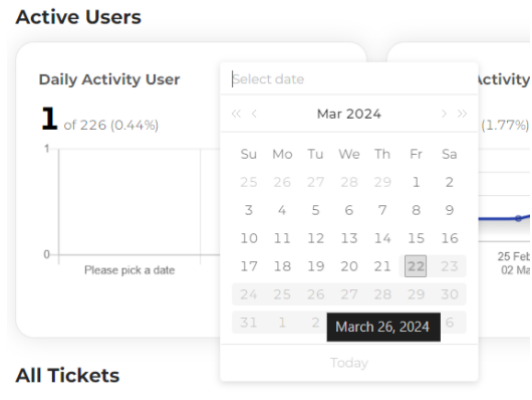 Active Users
Daily Activity User
1 of 226 (0.44%)
1
0
Please pick a date
Select date
« ‹ Mar 2024 › »
Su Mo Tu We Th Fr Sa
25 26 27 28 29 1 2
3 4 5 6 7 8 9
10 11 12 13 14 15 16
17 18 19 20 21 22 23
24 25 26 27 28 29 30
31 1 2 6
March 26, 2024
Today
Activity
(1.77%)
25 Feb
02 Ma
All Tickets